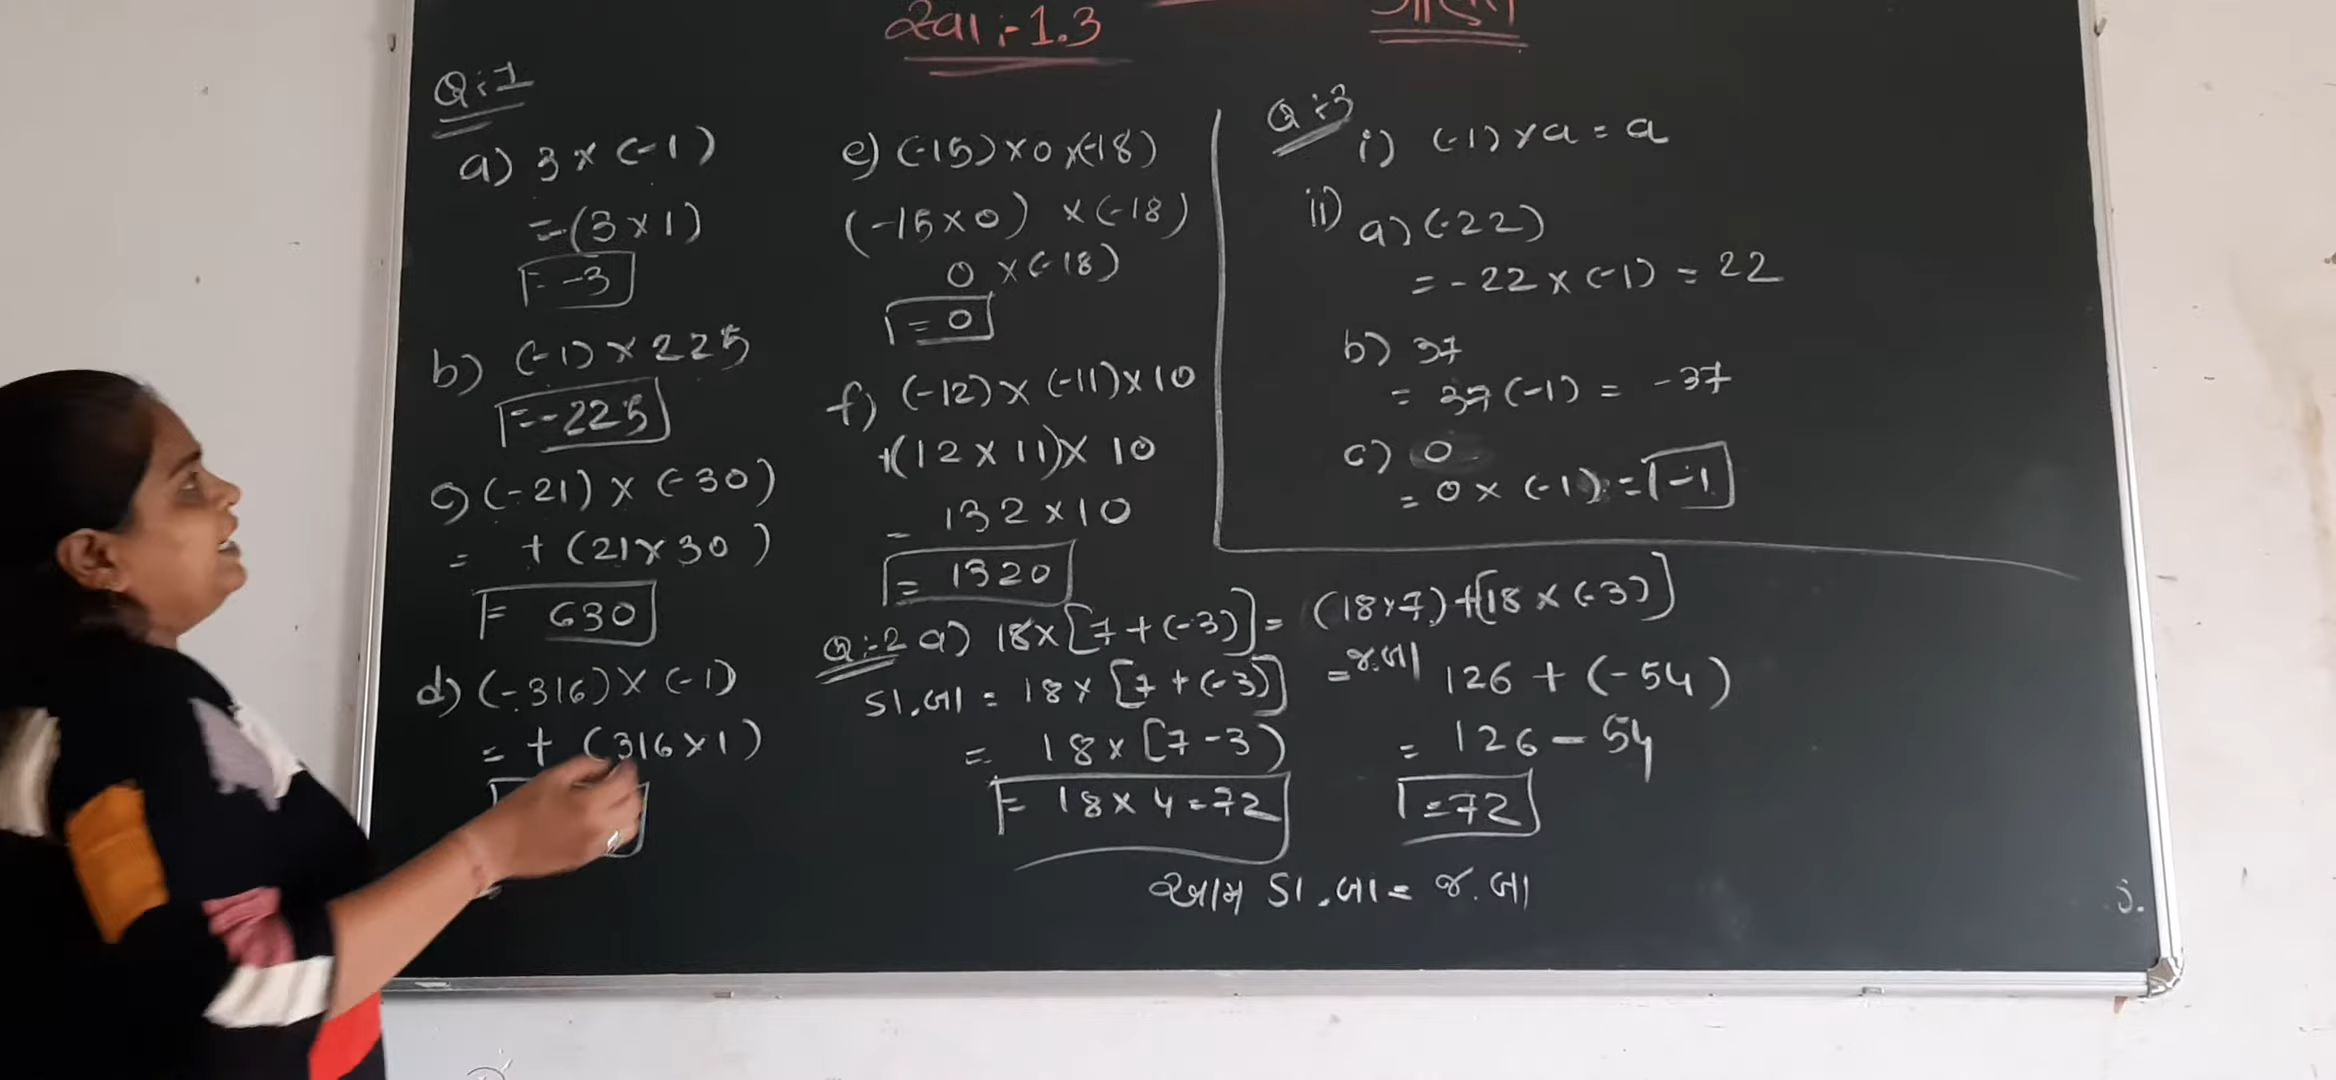 સ્વા :- 1.3
Q:1
a) 3 × (-1)
= -(3 × 1)
= -3
b) (-1) × 225
= -225
c) (-21) × (-30)
= + (21 × 30)
= 630
d) (-316) × (-1)
= + (316 × 1)
e) (-15) × 0 × (-18)
(-15 × 0) × (-18)
0 × (-18)
= 0
f) (-12) × (-11) × 10
+(12 × 11) × 10
= 132 × 10
= 1320
Q:-2 a) 18 × [7 + (-3)] = (18 × 7) + [18 × (-3)]
ડા.બા = 18 × [7 + (-3)]
= 18 × [7 - 3)
= 18 × 4 = 72
= જ.બા 126 + (-54)
= 126 - 54
= 72
આમ ડા.બા = જ.બા
Q:-3
i) (-1) × a = a
ii) a) (-22)
= -22 × (-1) = 22
b) 37
= 37 (-1) = -37
c) 0
= 0 × (-1) = -1